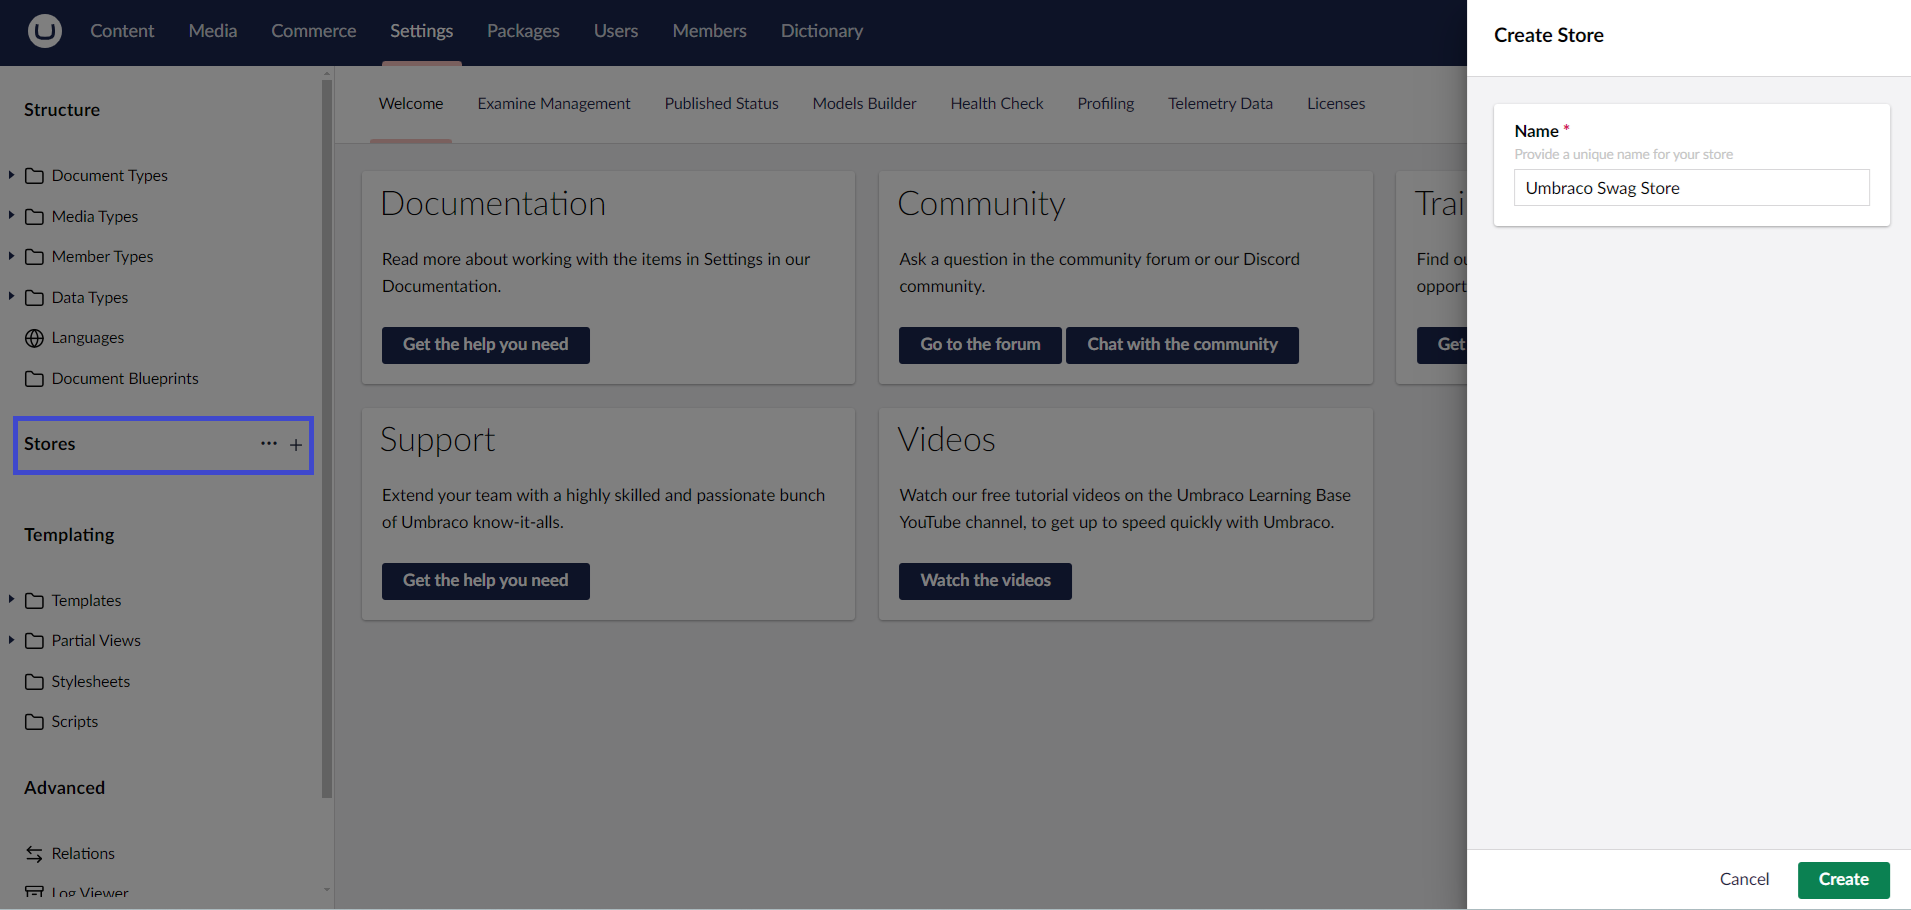 Content Media Commerce Settings Packages Users Members Dictionary
Structure
Document Types
Media Types
Member Types
Data Types
Languages
Document Blueprints
Stores
Templating
Templates
Partial Views
Stylesheets
Scripts
Advanced
Relations
Log Viewer
Welcome Examine Management Published Status Models Builder Health Check Profiling Telemetry Data Licenses
Documentation
Read more about working with the items in Settings in our
Documentation.
Get the help you need
Community
Ask a question in the community forum or our Discord
community.
Go to the forum Chat with the community
Trai
Find ou
opport
Get
Support
Extend your team with a highly skilled and passionate bunch
of Umbraco know-it-alls.
Get the help you need
Videos
Watch our free tutorial videos on the Umbraco Learning Base
YouTube channel, to get up to speed quickly with Umbraco.
Watch the videos
Create Store
Name *
Provide a unique name for your store
Umbraco Swag Store
Cancel Create